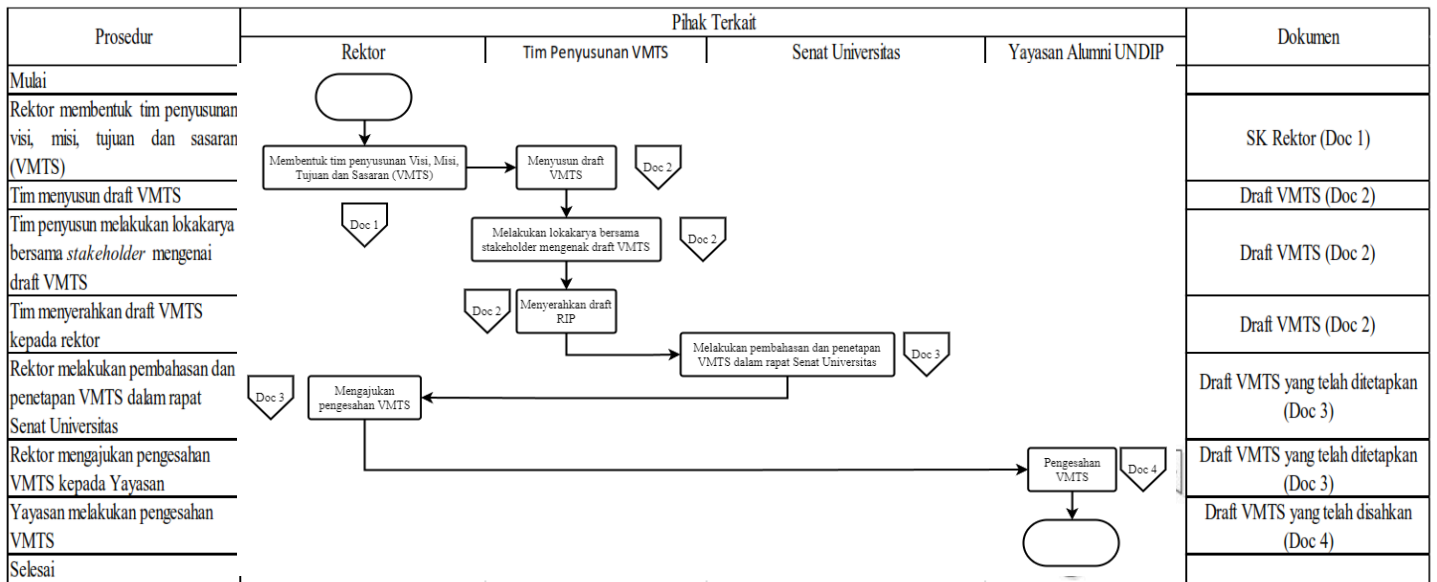 Prosedur
Pihak Terkait
Dokumen
Rektor
Tim Penyusunan VMTS
Senat Universitas
Yayasan Alumni UNDIP
Mulai
Rektor membentuk tim penyusunan
visi, misi, tujuan dan sasaran
(VMTS)
Membentuk tim penyusunan Visi, Misi,
Tujuan dan Sasaran (VMTS)
Menyusun draft
VMTS
Doc 2
SK Rektor (Doc 1)
Tim menyusun draft VMTS
Draft VMTS (Doc 2)
Tim penyusun melakukan lokakarya
bersama stakeholder mengenai
draft VMTS
Doc 1
Melakukan lokakarya bersama
stakeholder mengenak draft VMTS
Doc 2
Draft VMTS (Doc 2)
Tim menyerahkan draft VMTS
kepada rektor
Doc 2
Menyerahkan draft
RIP
Draft VMTS (Doc 2)
Rektor melakukan pembahasan dan
penetapan VMTS dalam rapat
Senat Universitas
Melakukan pembahasan dan penetapan
VMTS dalam rapat Senat Universitas
Doc 3
Doc 3
Mengajukan
pengesahan VMTS
Draft VMTS yang telah ditetapkan
(Doc 3)
Rektor mengajukan pengesahan
VMTS kepada Yayasan
Pengesahan
VMTS
Doc 4
Draft VMTS yang telah ditetapkan
(Doc 3)
Yayasan melakukan pengesahan
VMTS
Draft VMTS yang telah disahkan
(Doc 4)
Selesai